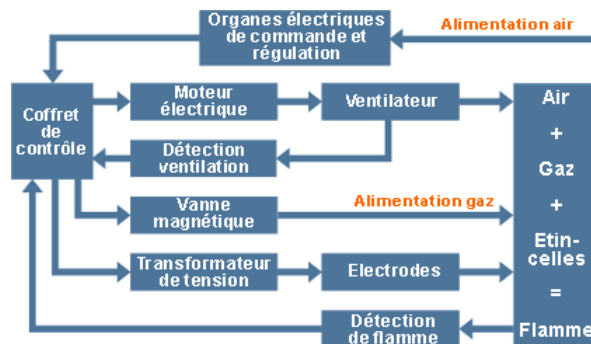 Organes électriques
de commande et
régulation
Alimentation air
Coffret
de
contrôle
Moteur
électrique
Ventilateur
Détection
ventilation
Vanne
magnétique
Alimentation gaz
Transformateur
de tension
Electrodes
Détection
de flamme
Air
+
Gaz
+
Etin-
celles
=
Flamme